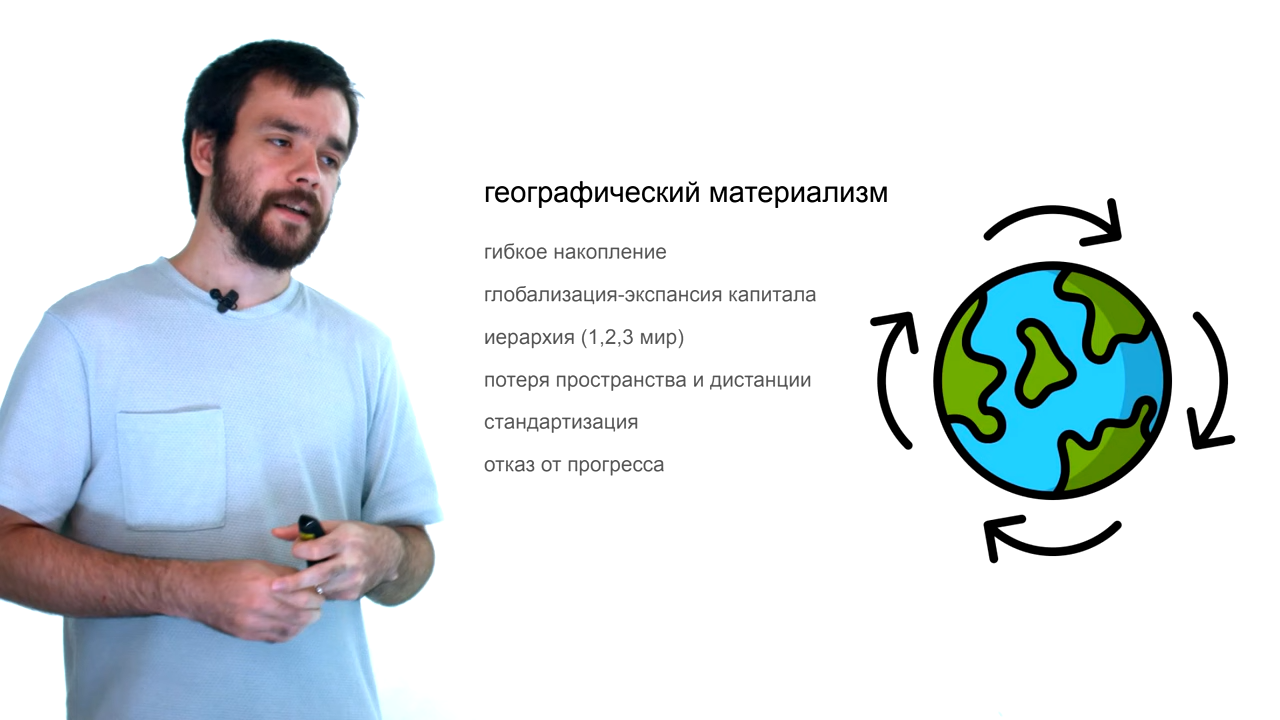 географический материализм
гибкое накопление
глобализация-экспансия капитала
иерархия (1,2,3 мир)
потеря пространства и дистанции
стандартизация
отказ от прогресса